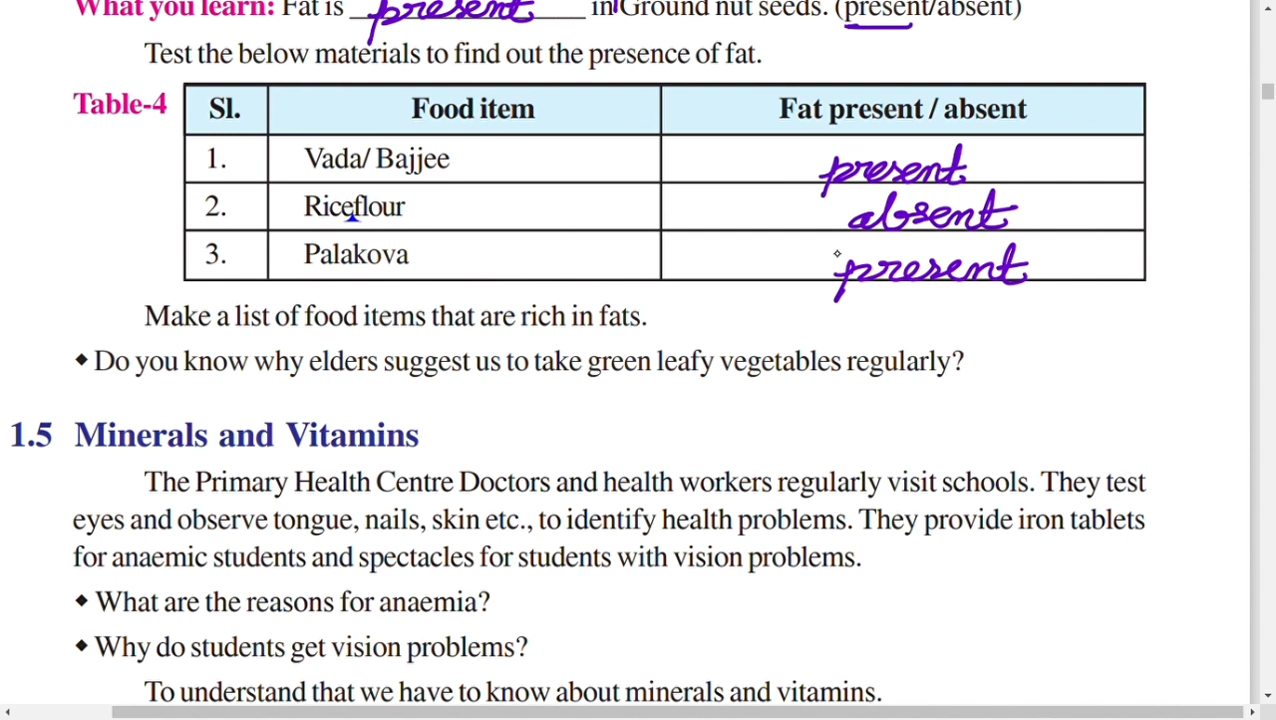 What you learn: Fat is present in Ground nut seeds. (present/absent)
Test the below materials to find out the presence of fat.
Table-4 Sl. Food item Fat present / absent
1. Vada/ Bajjee present
2. Riceflour absent
3. Palakova present
Make a list of food items that are rich in fats.
◆ Do you know why elders suggest us to take green leafy vegetables regularly?
1.5 Minerals and Vitamins
The Primary Health Centre Doctors and health workers regularly visit schools. They test
eyes and observe tongue, nails, skin etc., to identify health problems. They provide iron tablets
for anaemic students and spectacles for students with vision problems.
◆ What are the reasons for anaemia?
◆ Why do students get vision problems?
To understand that we have to know about minerals and vitamins.